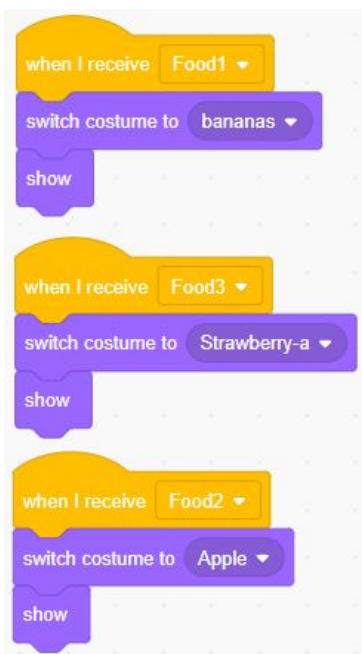 when I receive Food1
switch costume to bananas
show
when I receive Food3
switch costume to Strawberry-a
show
when I receive Food2
switch costume to Apple
show